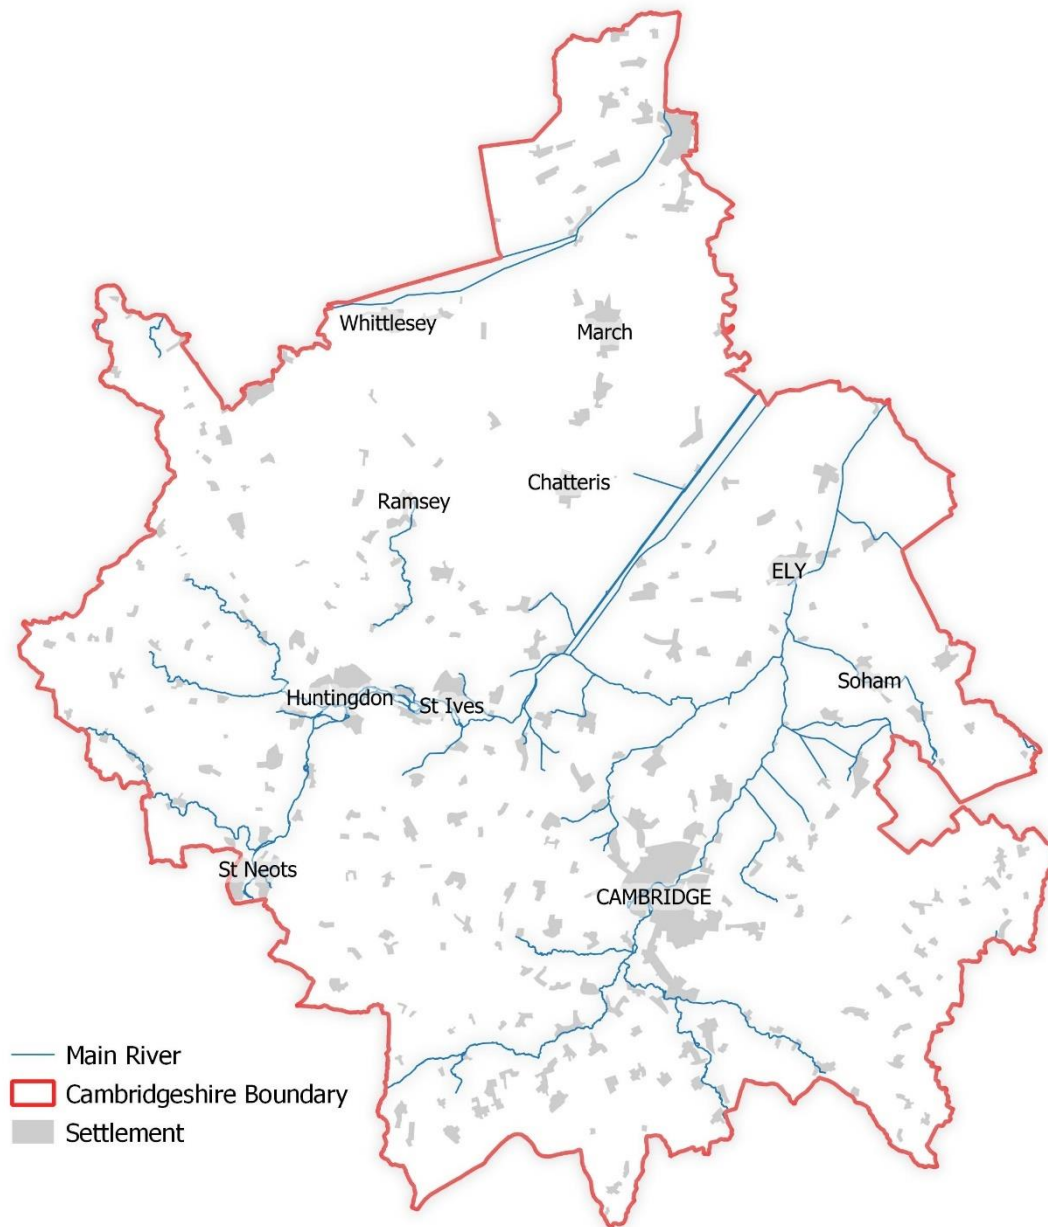 Whittlesey
March
Chatteris
Ramsey
ELY
Soham
Huntingdon
St Ives
St Neots
CAMBRIDGE
Main River
Cambridgeshire Boundary
Settlement